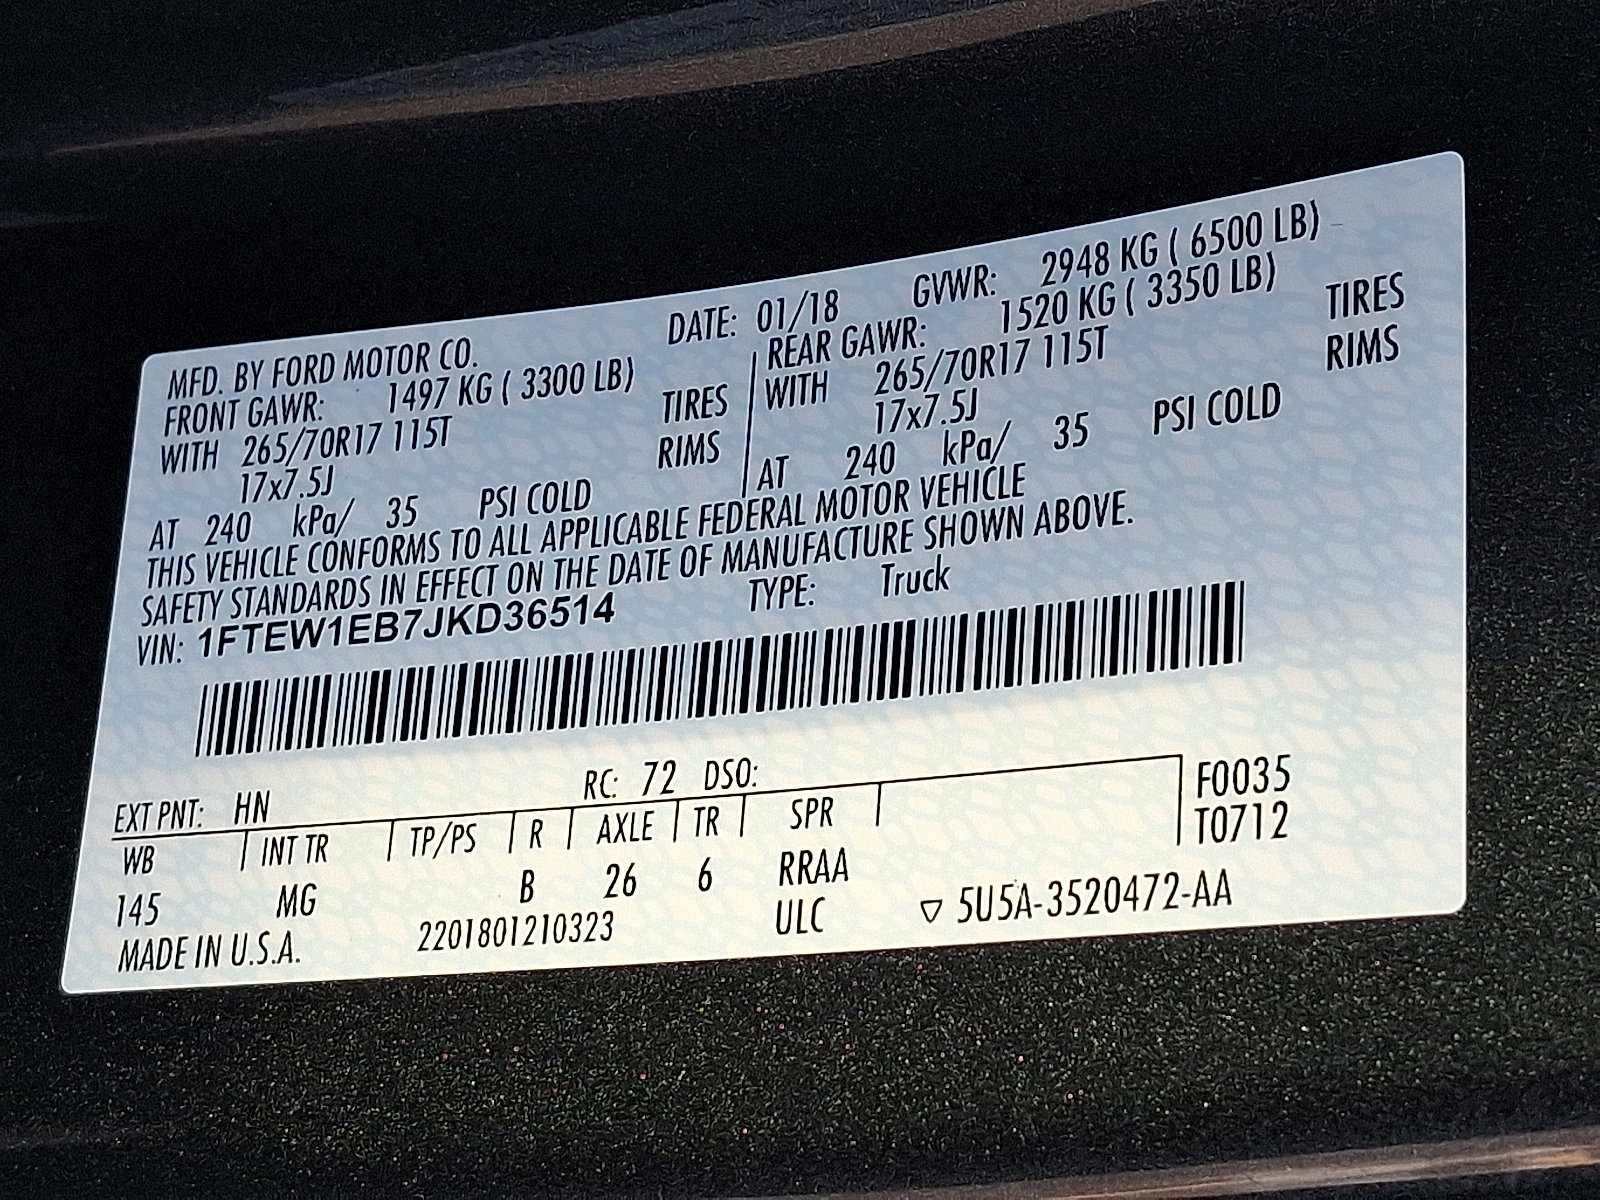 MFD. BY FORD MOTOR CO. DATE: 01/18 GVWR: 2948 KG ( 6500 LB)
FRONT GAWR: 1497 KG ( 3300 LB) REAR GAWR: 1520 KG ( 3350 LB)
WITH 265/70R17 115T TIRES WITH 265/70R17 115T TIRES
17x7.5J RIMS 17x7.5J RIMS
AT 240 kPa/ 35 PSI COLD AT 240 kPa/ 35 PSI COLD
THIS VEHICLE CONFORMS TO ALL APPLICABLE FEDERAL MOTOR VEHICLE
SAFETY STANDARDS IN EFFECT ON THE DATE OF MANUFACTURE SHOWN ABOVE.
VIN: 1FTEW1EB7JKD36514 TYPE: Truck
EXT PNT: HN RC: 72 DSO: F0035
WB INT TR TP/PS R AXLE TR SPR T0712
145 MG B 26 6 RRAA
MADE IN U.S.A. 2201801210323 ULC ▽ 5U5A-3520472-AA